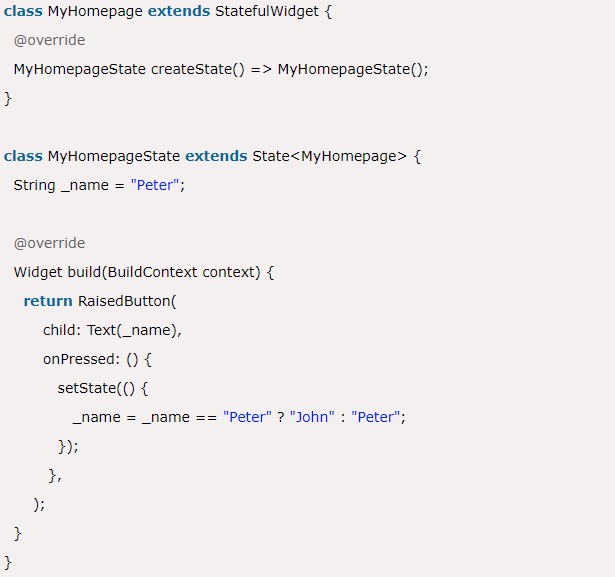 class MyHomepage extends StatefulWidget {
  @override
  MyHomepageState createState() => MyHomepageState();
}

class MyHomepageState extends State<MyHomepage> {
  String _name = "Peter";

  @override
  Widget build(BuildContext context) {
    return RaisedButton(
        child: Text(_name),
        onPressed: () {
           setState(() {
              _name = _name == "Peter" ? "John" : "Peter";
           });
         },
      );
  }
}